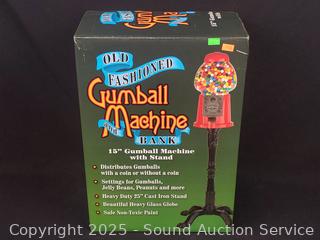 OLD
FASHIONED
Gumball
Machine
BANK
15" Gumball Machine
with Stand
• Distributes Gumballs
with a coin or without a coin
• Settings for Gumballs,
Jelly Beans, Peanuts and more
• Heavy Duty 25" Cast Iron Stand
• Beautiful Heavy Glass Globe
• Safe Non-Toxic Paint
Copyright 2025 - Sound Auction Service